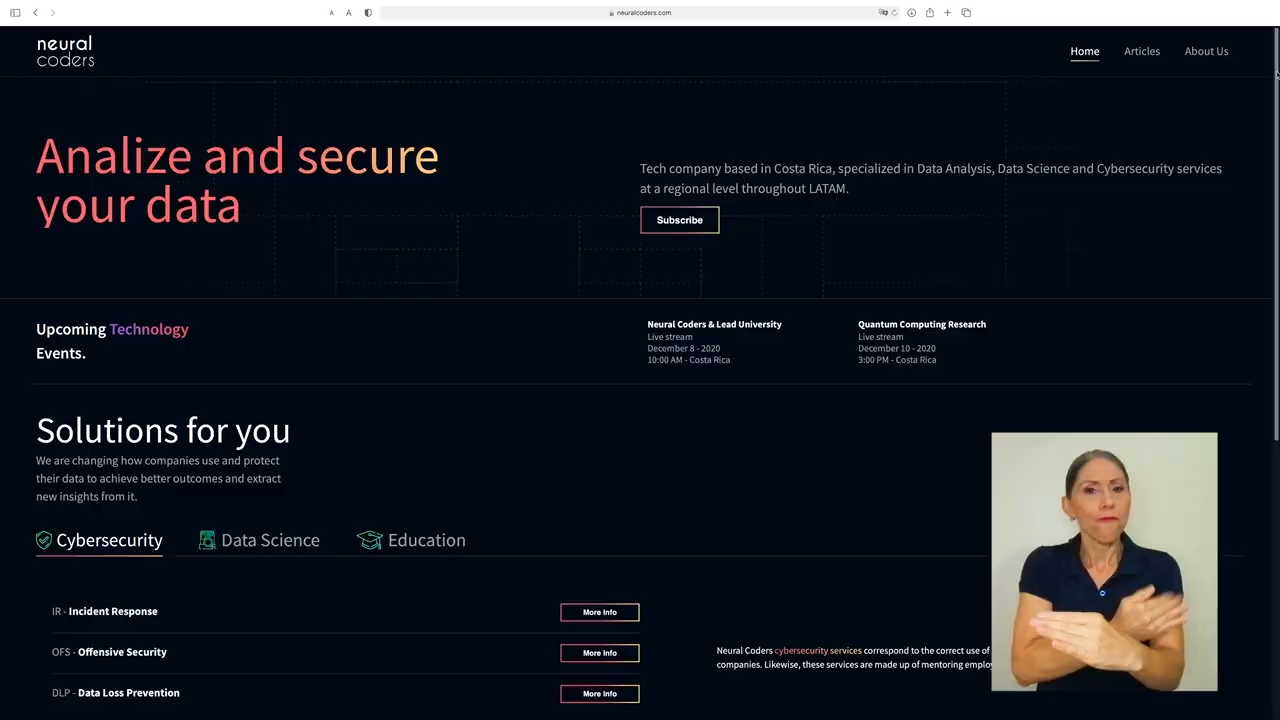 A A neuralcoders.com
neural
coders
Home Articles About Us
Analize and secure
your data
Tech company based in Costa Rica, specialized in Data Analysis, Data Science and Cybersecurity services
at a regional level throughout LATAM.
Subscribe
Upcoming Technology
Events.
Neural Coders & Lead University
Live stream
December 8 - 2020
10:00 AM - Costa Rica
Quantum Computing Research
Live stream
December 10 - 2020
3:00 PM - Costa Rica
Solutions for you
We are changing how companies use and protect
their data to achieve better outcomes and extract
new insights from it.
Cybersecurity Data Science Education
IR - Incident Response More Info
OFS - Offensive Security More Info
DLP - Data Loss Prevention More Info
Neural Coders cybersecurity services correspond to the correct use of
companies. Likewise, these services are made up of mentoring